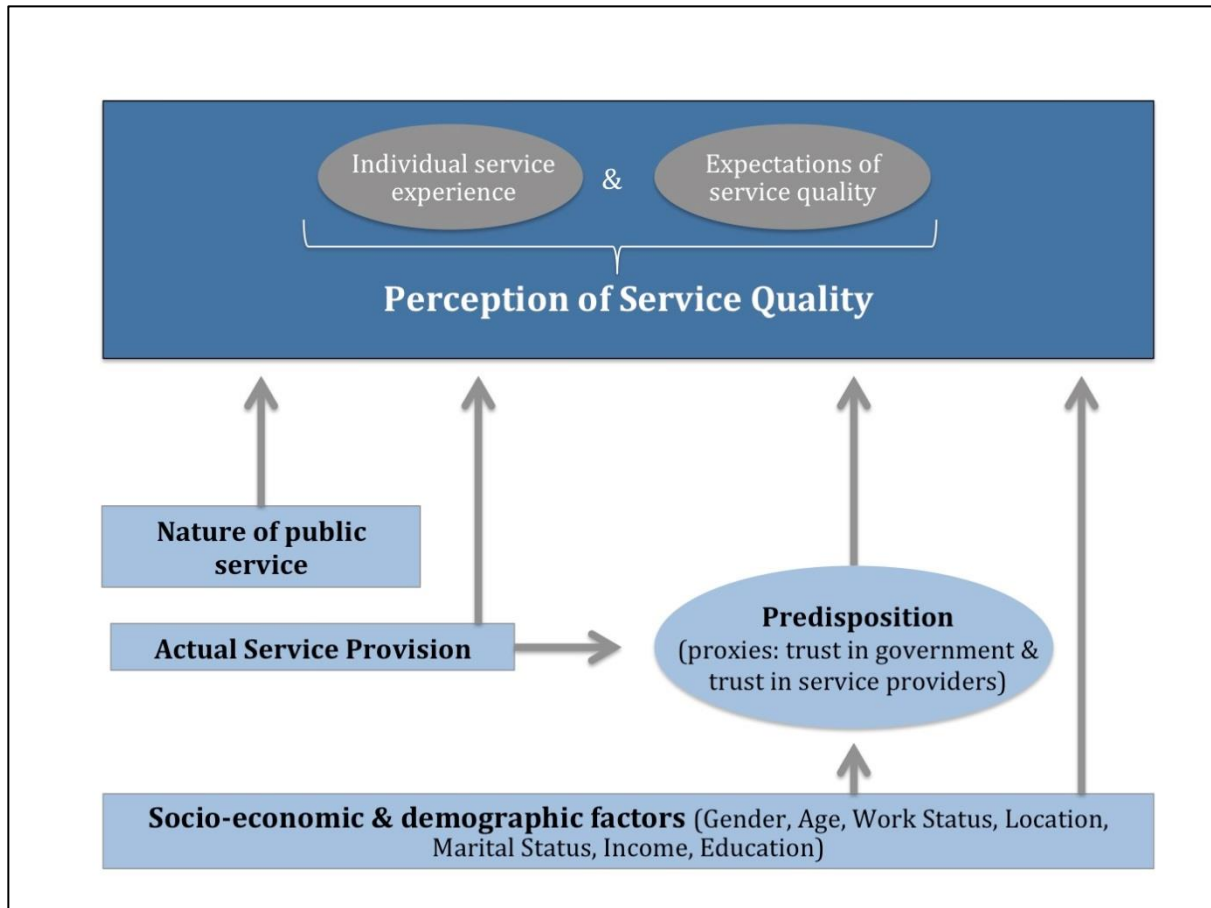 Individual service
experience
&
Expectations of
service quality
Perception of Service Quality
Nature of public
service
Actual Service Provision
Predisposition
(proxies: trust in government &
trust in service providers)
Socio-economic & demographic factors (Gender, Age, Work Status, Location,
Marital Status, Income, Education)